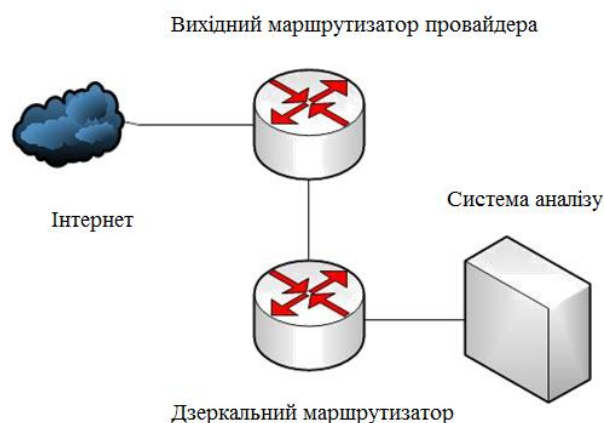 Вихідний маршрутизатор провайдера
Система аналізу
Інтернет
Дзеркальний маршрутизатор